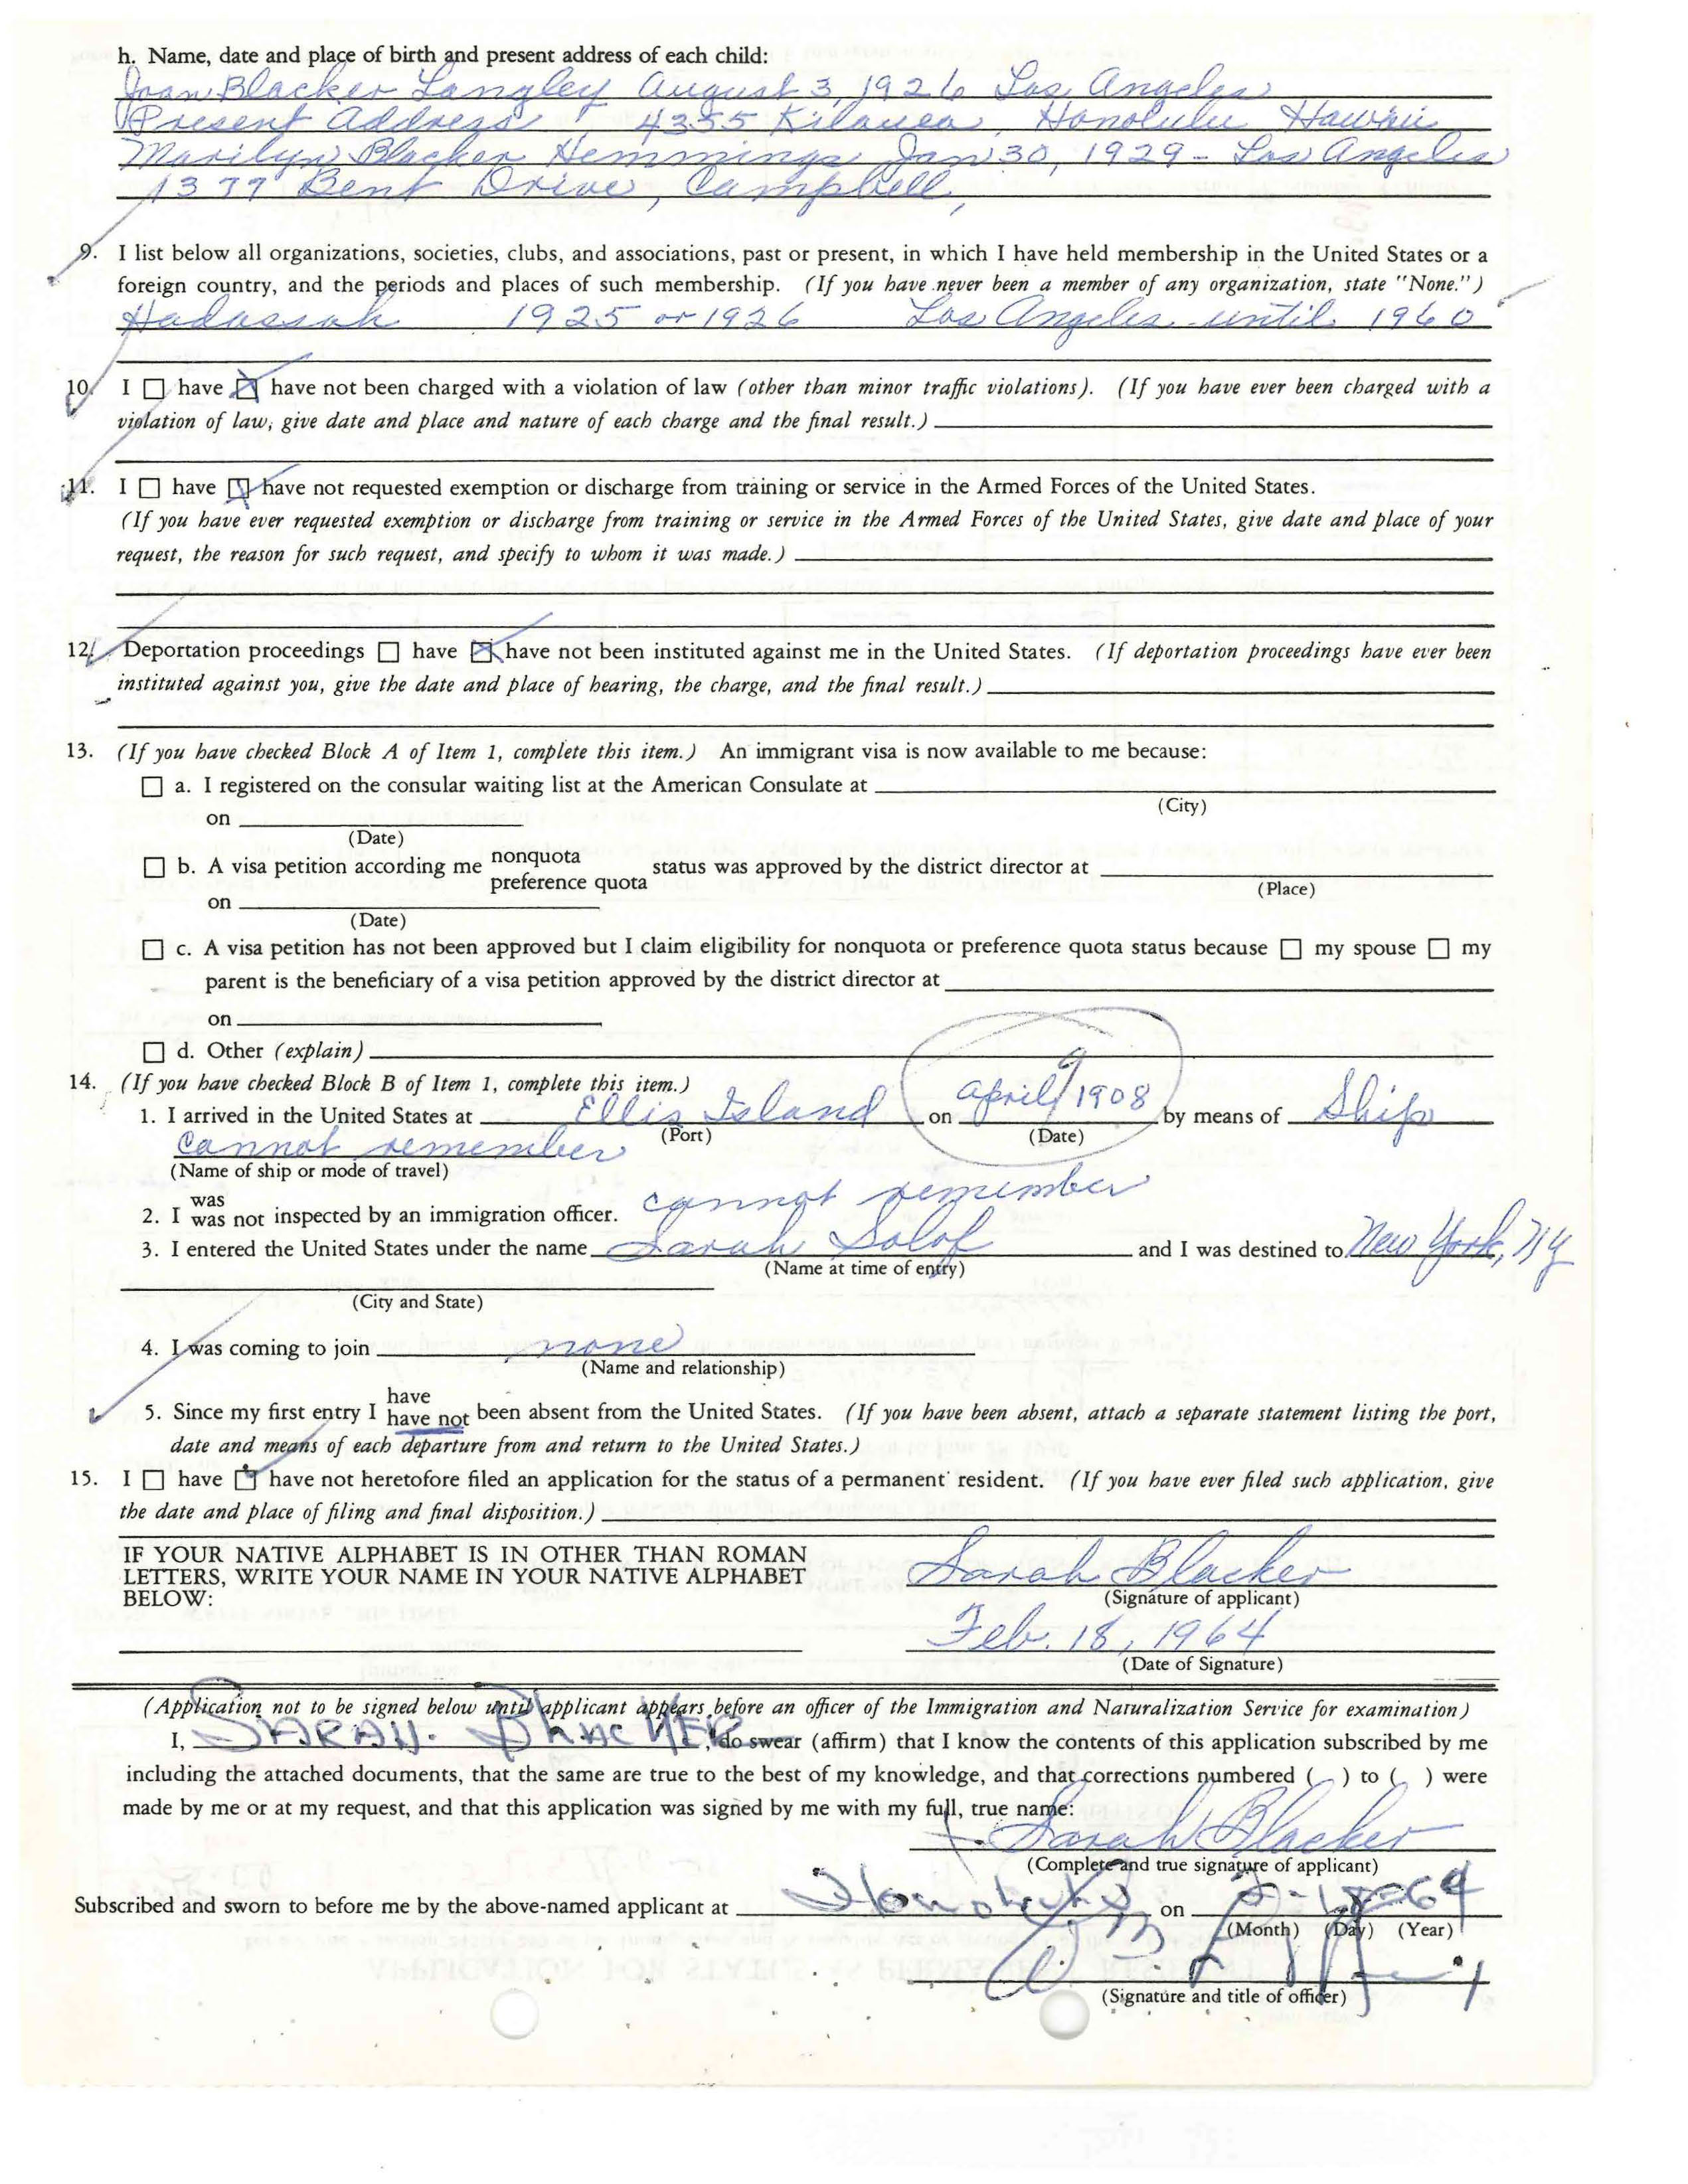 h. Name, date and place of birth and present address of each child:
Joan Blacker Langley August 3, 1926 Los Angeles
Present Address 4355 Kilauea, Honolulu Hawaii
Marilyn Blacker Hemmings Jan 30, 1929 - Los Angeles
1377 Bent Drive, Campbell,
9. I list below all organizations, societies, clubs, and associations, past or present, in which I have held membership in the United States or a
foreign country, and the periods and places of such membership. (If you have never been a member of any organization, state "None.")
Hadassah 1925 or 1926 Los Angeles until 1960
10. I ☐ have ☒ have not been charged with a violation of law (other than minor traffic violations). (If you have ever been charged with a
violation of law, give date and place and nature of each charge and the final result.)
11. I ☐ have ☒ have not requested exemption or discharge from training or service in the Armed Forces of the United States.
(If you have ever requested exemption or discharge from training or service in the Armed Forces of the United States, give date and place of your
request, the reason for such request, and specify to whom it was made.)
12. Deportation proceedings ☐ have ☒ have not been instituted against me in the United States. (If deportation proceedings have ever been
instituted against you, give the date and place of hearing, the charge, and the final result.)
13. (If you have checked Block A of Item 1, complete this item.) An immigrant visa is now available to me because:
☐ a. I registered on the consular waiting list at the American Consulate at
(City)
on
(Date)
☐ b. A visa petition according me nonquota preference quota status was approved by the district director at
(Place)
on
(Date)
☐ c. A visa petition has not been approved but I claim eligibility for nonquota or preference quota status because ☐ my spouse ☐ my
parent is the beneficiary of a visa petition approved by the district director at
on
☐ d. Other (explain)
14. (If you have checked Block B of Item 1, complete this item.)
1. I arrived in the United States at Ellis Island on April 9 1908 by means of Ship
(Port) (Date)
cannot remember
(Name of ship or mode of travel)
2. I was was not inspected by an immigration officer. cannot remember
3. I entered the United States under the name Sarah Solof and I was destined to New York, NY
(Name at time of entry)
(City and State)
4. I was coming to join none
(Name and relationship)
5. Since my first entry I have have not been absent from the United States. (If you have been absent, attach a separate statement listing the port,
date and means of each departure from and return to the United States.)
15. I ☐ have ☒ have not heretofore filed an application for the status of a permanent resident. (If you have ever filed such application, give
the date and place of filing and final disposition.)
IF YOUR NATIVE ALPHABET IS IN OTHER THAN ROMAN
LETTERS, WRITE YOUR NAME IN YOUR NATIVE ALPHABET
BELOW:
Sarah Blacker
(Signature of applicant)
Feb. 18, 1964
(Date of Signature)
(Application not to be signed below until applicant appears before an officer of the Immigration and Naturalization Service for examination)
I, SARAH BLACKER, do swear (affirm) that I know the contents of this application subscribed by me
including the attached documents, that the same are true to the best of my knowledge, and that corrections numbered ( ) to ( ) were
made by me or at my request, and that this application was signed by me with my full, true name:
Sarah Blacker
(Complete and true signature of applicant)
Subscribed and sworn to before me by the above-named applicant at Honolulu on 2-18-64
(Month) (Day) (Year)
(Signature and title of officer)